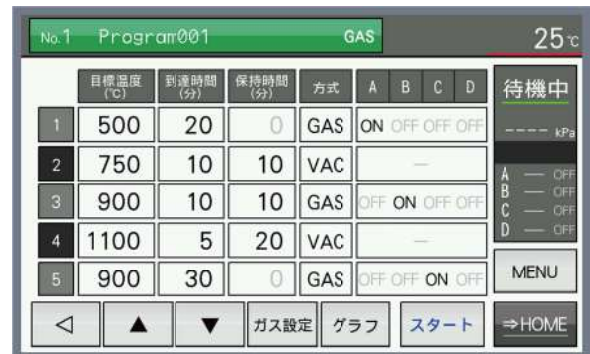 No.1 Program001 GAS 25℃
目標温度 到達時間 保持時間 方式 A B C D 待機中
(℃) (分) (分)
1 500 20 0 GAS ON OFF OFF OFF ---- kPa
2 750 10 10 VAC —
A — OFF
3 900 10 10 GAS OFF ON OFF OFF B — OFF
C — OFF
4 1100 5 20 VAC — D — OFF
5 900 30 0 GAS OFF OFF ON OFF MENU
◁ ▲ ▼ ガス設定 グラフ スタート ⇒HOME